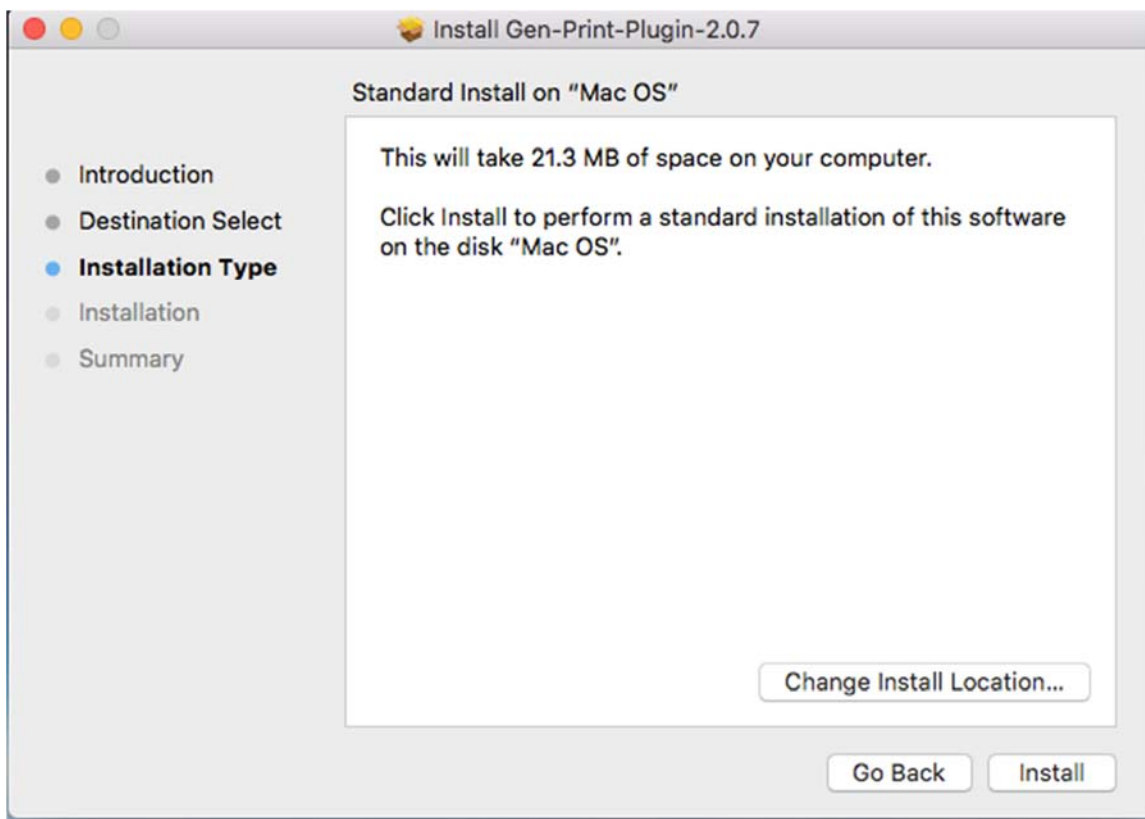 Install Gen-Print-Plugin-2.0.7
Standard Install on “Mac OS”
Introduction
Destination Select
Installation Type
Installation
Summary
This will take 21.3 MB of space on your computer.
Click Install to perform a standard installation of this software
on the disk “Mac OS”.
Change Install Location...
Go Back
Install